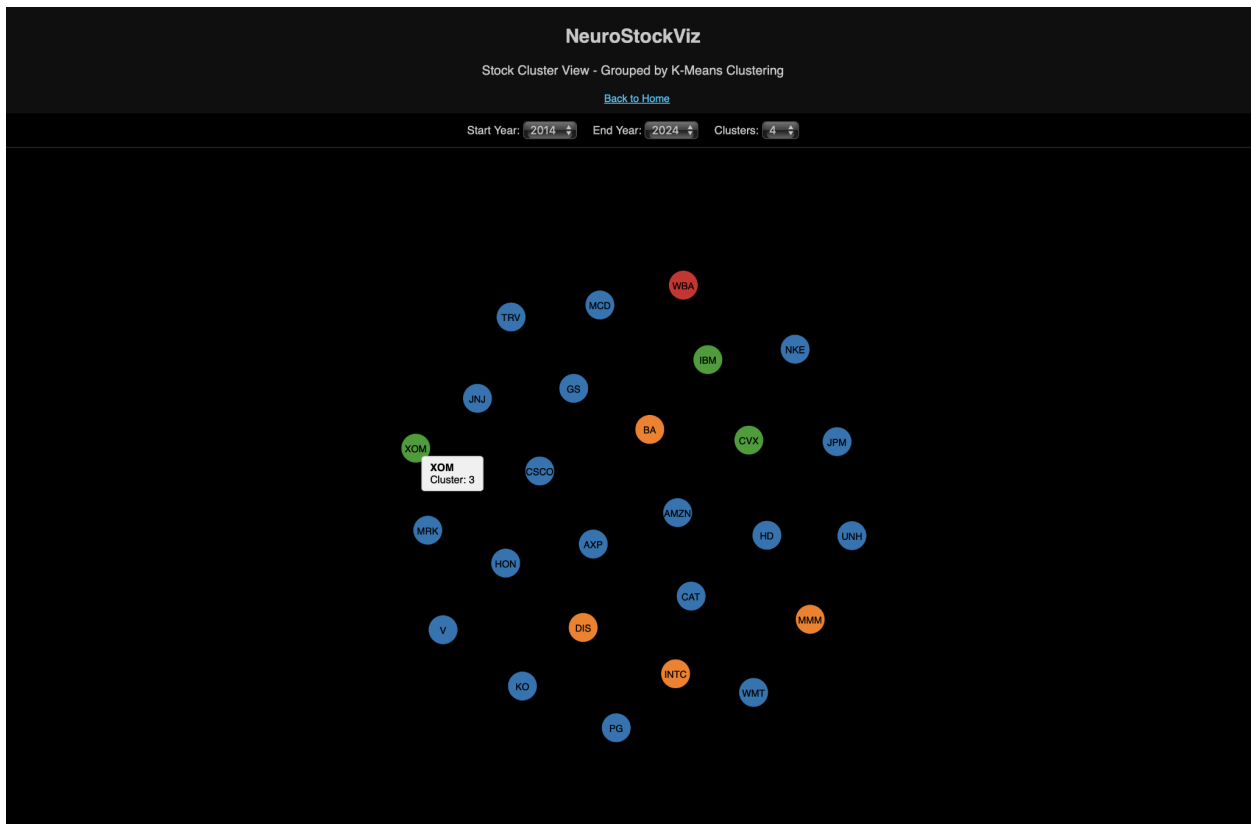 NeuroStockViz
Stock Cluster View - Grouped by K-Means Clustering
Back to Home
Start Year: 2014 End Year: 2024 Clusters: 4
WBA
MCD
TRV
NKE
IBM
GS
JNJ
BA
CVX
JPM
XOM
XOM
Cluster: 3
CSCO
AMZN
MRK
HD
UNH
AXP
HON
CAT
MMM
DIS
V
INTC
KO
WMT
PG